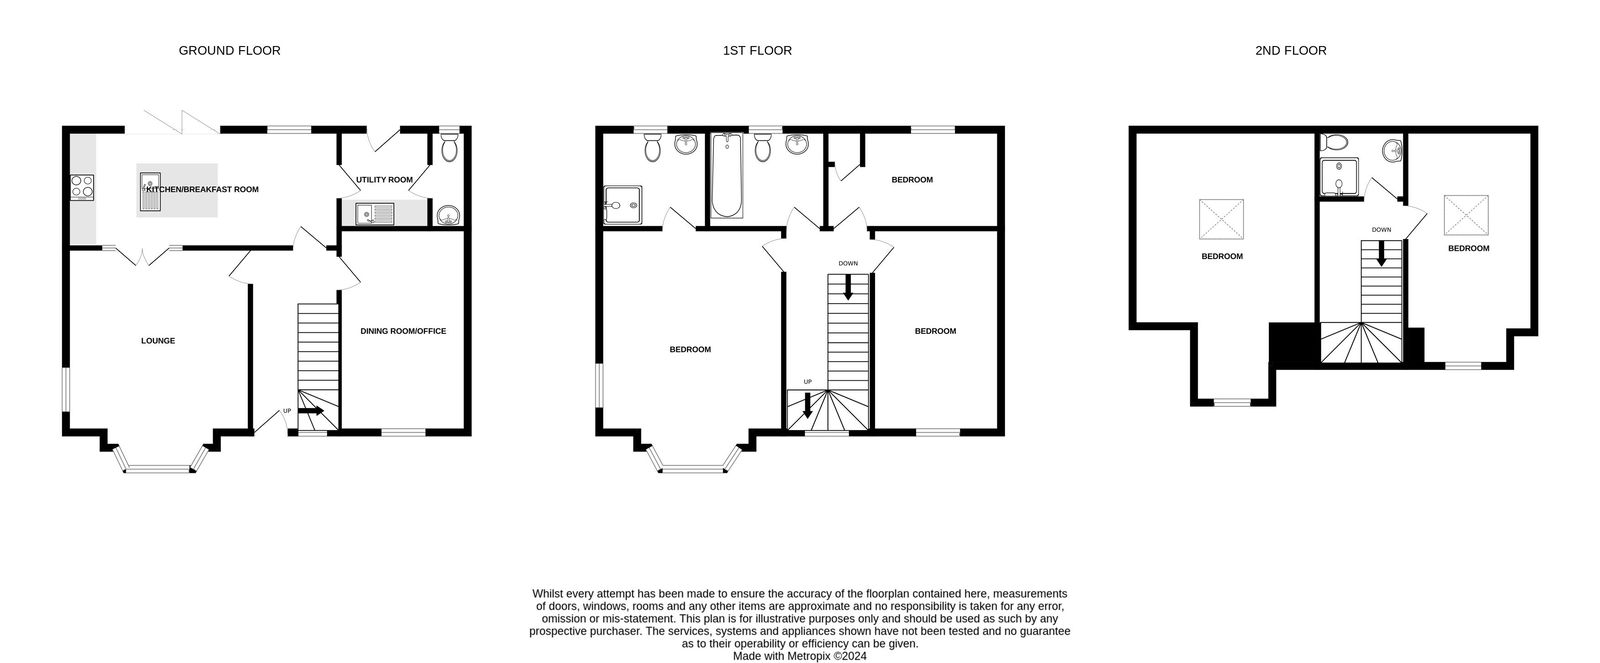 GROUND FLOOR
KITCHEN/BREAKFAST ROOM
UTILITY ROOM
LOUNGE
DINING ROOM/OFFICE
UP
1ST FLOOR
BEDROOM
DOWN
BEDROOM
BEDROOM
UP
2ND FLOOR
DOWN
BEDROOM
BEDROOM
Whilst every attempt has been made to ensure the accuracy of the floorplan contained here, measurements
of doors, windows, rooms and any other items are approximate and no responsibility is taken for any error,
omission or mis-statement. This plan is for illustrative purposes only and should be used as such by any
prospective purchaser. The services, systems and appliances shown have not been tested and no guarantee
as to their operability or efficiency can be given.
Made with Metropix ©2024